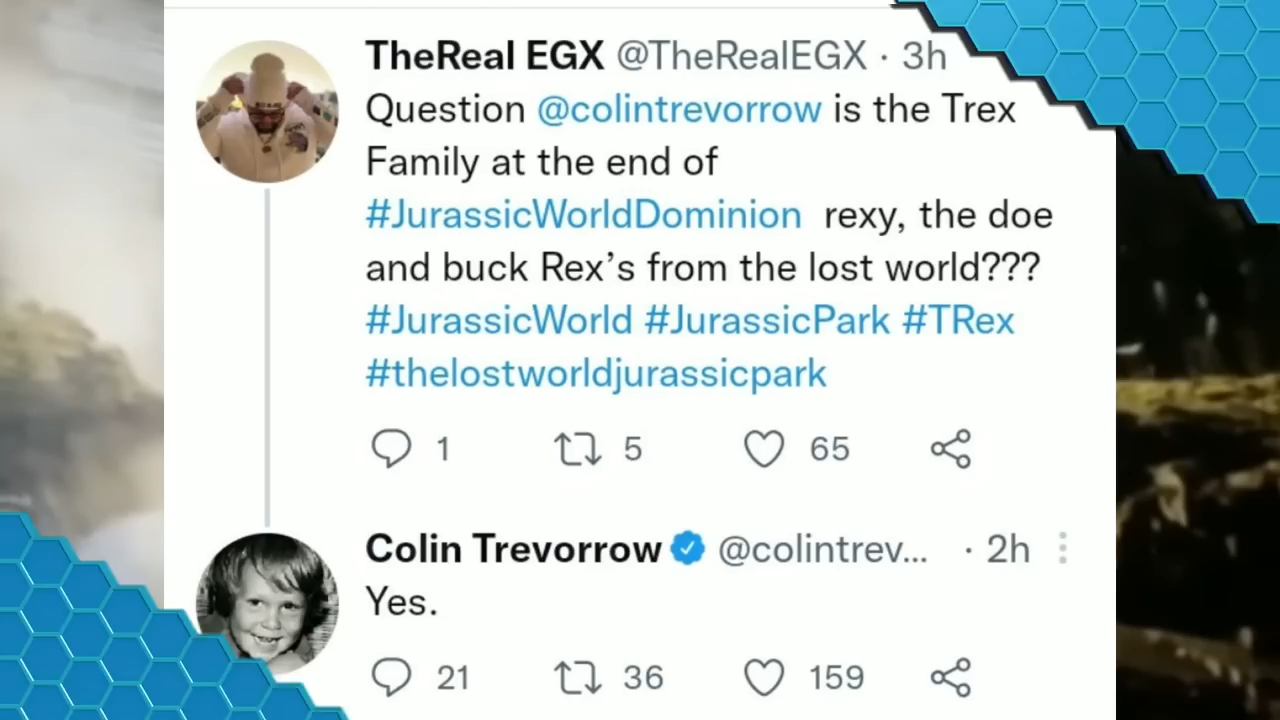 TheReal EGX @TheRealEGX · 3h
Question @colintrevorrow is the Trex
Family at the end of
#JurassicWorldDominion rexy, the doe
and buck Rex’s from the lost world???
#JurassicWorld #JurassicPark #TRex
#thelostworldjurassicpark
1 5 65
Colin Trevorrow @colintrev... · 2h
Yes.
21 36 159